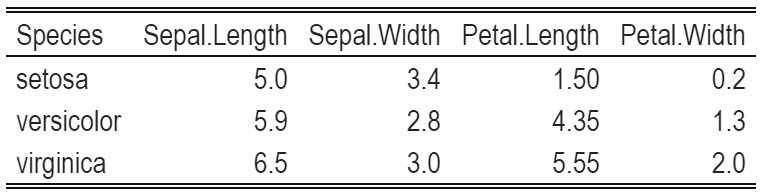 Species Sepal.Length Sepal.Width Petal.Length Petal.Width
setosa 5.0 3.4 1.50 0.2
versicolor 5.9 2.8 4.35 1.3
virginica 6.5 3.0 5.55 2.0